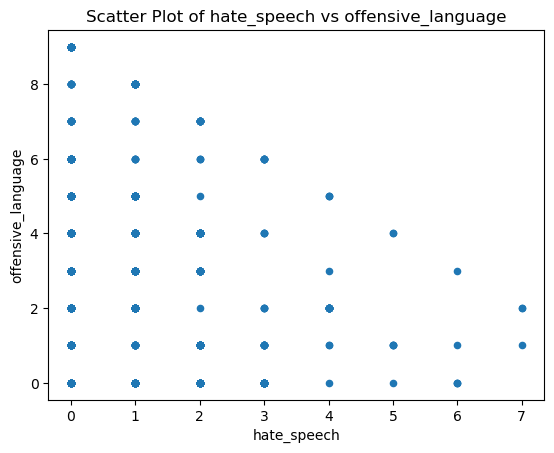 Scatter Plot of hate_speech vs offensive_language
8
6
4
2
0
offensive_language
0 1 2 3 4 5 6 7
hate_speech